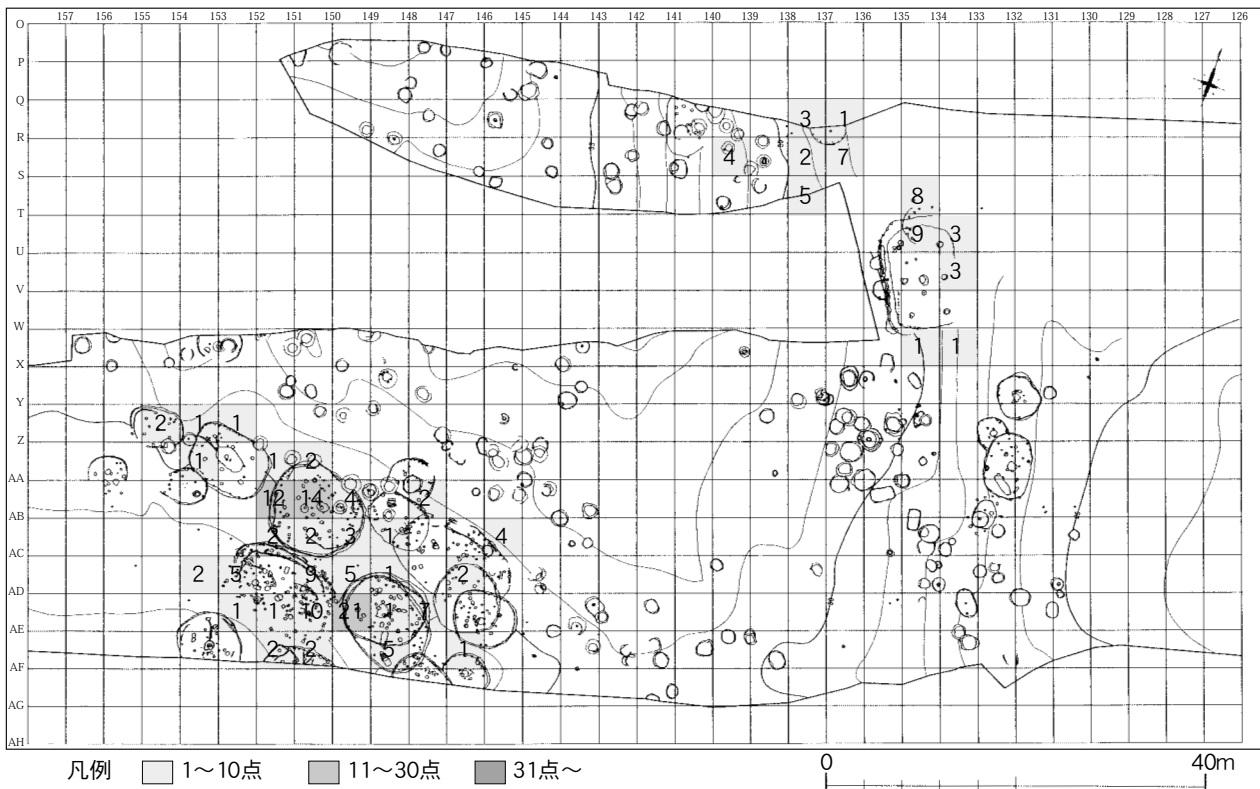 157 156 155 154 153 152 151 150 149 148 147 146 145 144 143 142 141 140 139 138 137 136 135 134 133 132 131 130 129 128 127 126
O
P
Q
3 1
R
4 2 7
S
5
T
8
9 3
U
3
V
W
1 1
X
Y
2 1 1
Z
1 1 2
AA
12 14 4 2
AB
2 2 3 1 4
AC
2 5 9 5 1 2
AD
1 1 10 21 1 7
AE
1
2 2 5 1
AF
AG
AH
凡例 1〜10点 11〜30点 31点〜
0 40m